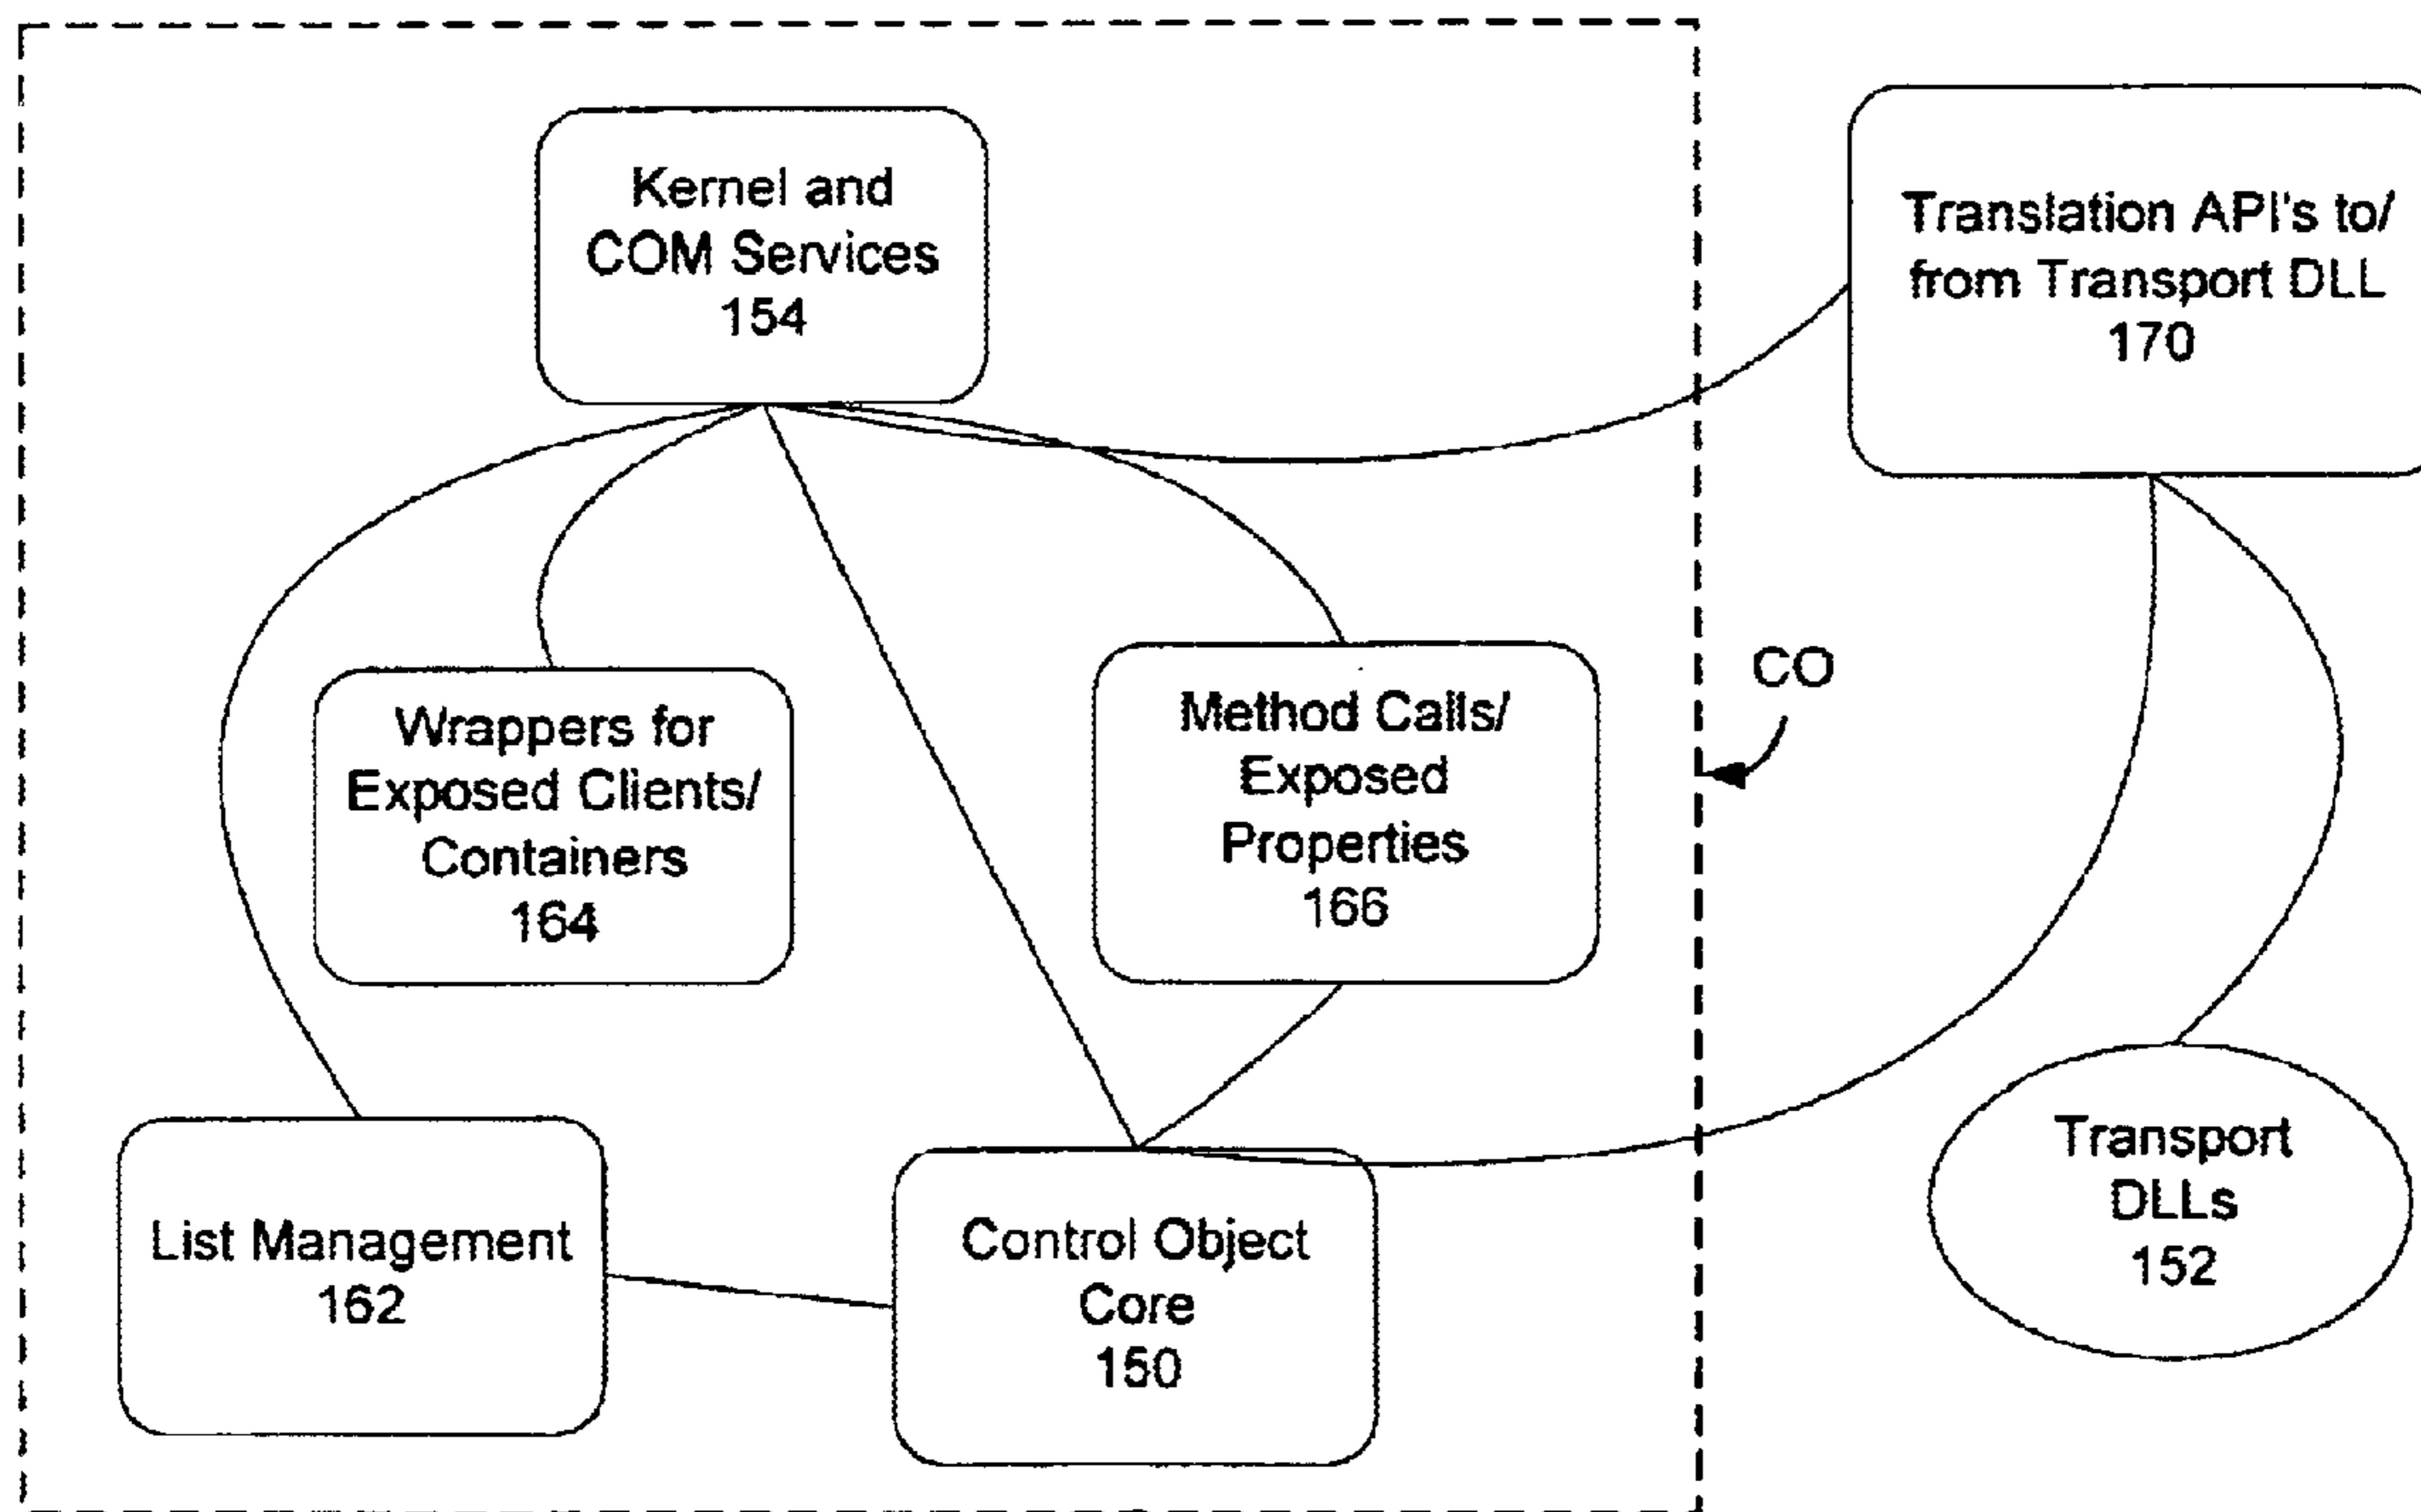 Kernel and
COM Services
154
Translation API's to/
from Transport DLL
170
Wrappers for
Exposed Clients/
Containers
164
Method Calls/
Exposed
Properties
166
CO
List Management
162
Control Object
Core
150
Transport
DLLs
152